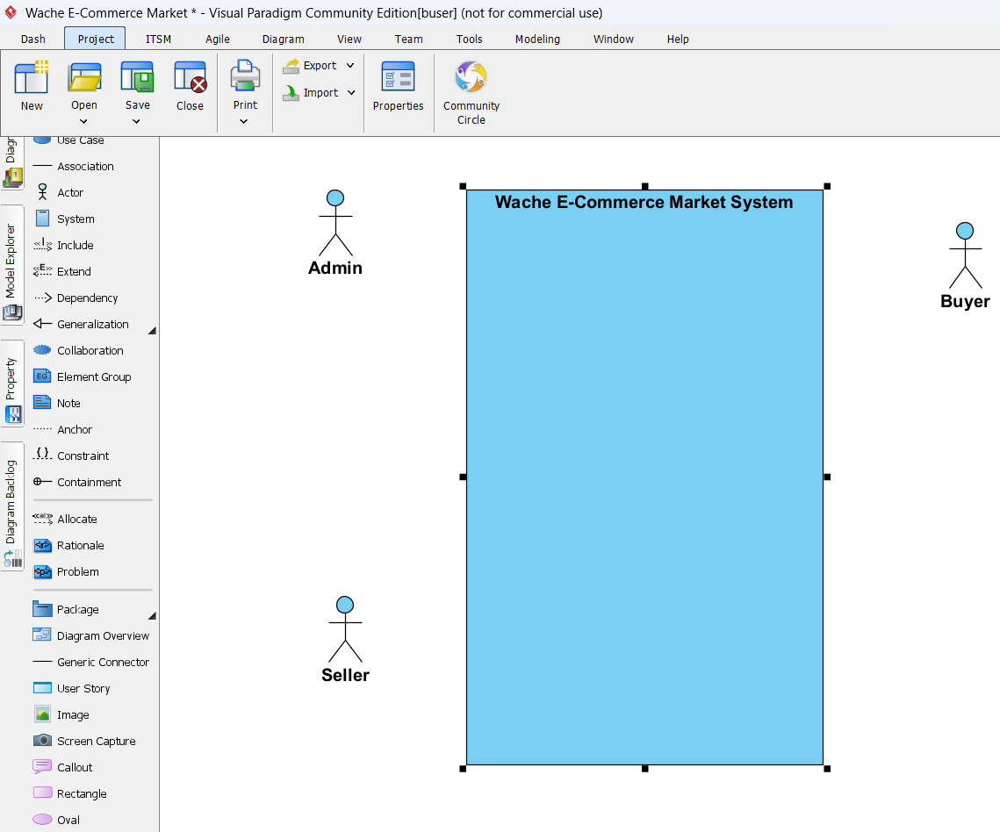 Wache E-Commerce Market * - Visual Paradigm Community Edition[buser] (not for commercial use)
Dash Project ITSM Agile Diagram View Team Tools Modeling Window Help
New
Open
Save
Close
Print
Export
Import
Properties
Community
Circle
Diagr
Model Explorer
Property
Diagram Backlog
Use Case
Association
Actor
System
Include
Extend
Dependency
Generalization
Collaboration
EG Element Group
Note
Anchor
Constraint
Containment
Allocate
Rationale
Problem
Package
Diagram Overview
Generic Connector
User Story
Image
Screen Capture
Callout
Rectangle
Oval
Wache E-Commerce Market System
Admin
Buyer
Seller